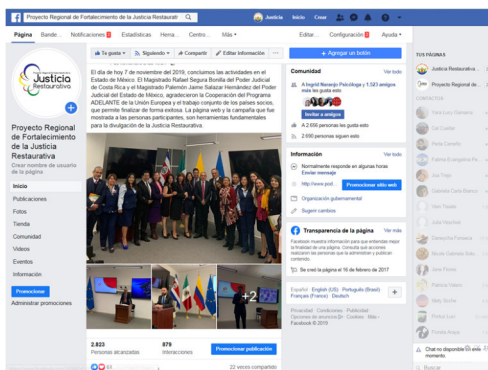 Proyecto Regional de Fortalecimiento de la Justicia Restaurati
Justicia Inicio Crear
Página Bande... Notificaciones Estadísticas Herra... Centro... Más Editar... Configuración Ayuda
Te gusta Siguiendo Compartir Editar información ...
+ Agregar un botón
Justicia
Restaurativa
Proyecto Regional
de Fortalecimiento
de la Justicia
Restaurativa
Crear nombre de usuario
de la página
Inicio
Publicaciones
Fotos
Tienda
Comunidad
Videos
Eventos
Información
Promocionar
Administrar promociones
El día de hoy 7 de noviembre del 2019, concluimos las actividades en el
Estado de México. El Magistrado Rafael Segura Bonilla del Poder Judicial
de Costa Rica y el Magistrado Palemón Jaime Salazar Hernández del Poder
Judicial del Estado de México, agradecieron la Cooperación del Programa
ADELANTE de la Unión Europea y el trabajo conjunto de los países socios,
que permite finalizar de forma exitosa. La página web y la campaña que fue
mostrada a las personas participantes, son herramientas fundamentales
para la divulgación de la Justicia Restaurativa.
+2
2,823
Personas alcanzadas
879
Interacciones
Promocionar publicación
22 veces compartido
Comunidad Ver todo
A Ingrid Naranjo Psicóloga y 1.523 amigos
más les gusta esto
Invitar a amigos
A 2 656 personas les gusta esto
2 690 personas siguen esto
Información Ver todo
Normalmente responde en algunas horas
Enviar mensaje
http://www.pod... Promocionar sitio web
Organización gubernamental
Sugerir cambios
Transparencia de la página Ver más
Facebook muestra información para que entiendas mejor
la finalidad de una página. Consulta qué acciones
realizaron las personas que la administran y publican
contenido.
Se creó la página el 16 de febrero de 2017
Español English (US) Português (Brasil)
Français (France) Deutsch
Privacidad Condiciones Publicidad
Opciones de anuncios Cookies Más
Facebook © 2019
TUS PÁGINAS
Justicia Restaurativa...
Proyecto Regional de...
CONTACTOS
Chat no disponible
momento.
Buscar